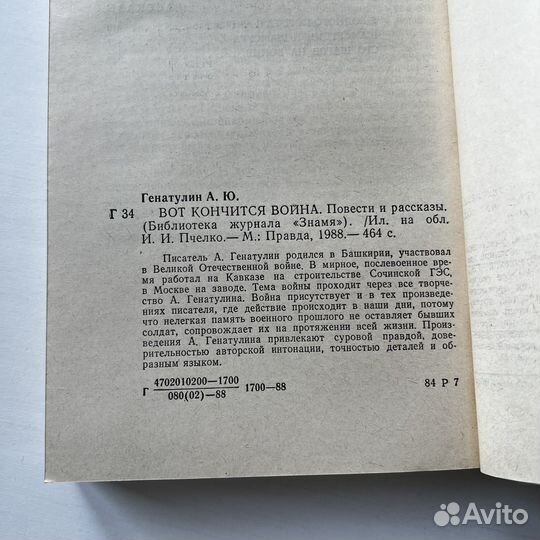 Генатулин А. Ю.
Г 34 ВОТ КОНЧИТСЯ ВОЙНА. Повести и рассказы.
(Библиотека журнала «Знамя»). /Ил. на обл.
И. И. Пчелко.— М.: Правда, 1988.— 464 с.
Писатель А. Генатулин родился в Башкирии, участвовал
в Великой Отечественной войне. В мирное, послевоенное вре-
мя работал на Кавказе на строительстве Сочинской ГЭС,
в Москве на заводе. Тема войны проходит через все твор-
чество А. Генатулина. Война присутствует и в тех произведе-
ниях писателя, где действие происходит в наши дни, потому
что нелегкая память военного прошлого не оставляет бывших
солдат, сопровождает их на протяжении всей жизни. Произ-
ведения А. Генатулина привлекают суровой правдой, дове-
рительностью авторской интонации, точностью деталей и об-
разным языком.
4702010200—1700
Г 1700—88 84 Р 7
080(02)—88
Avito